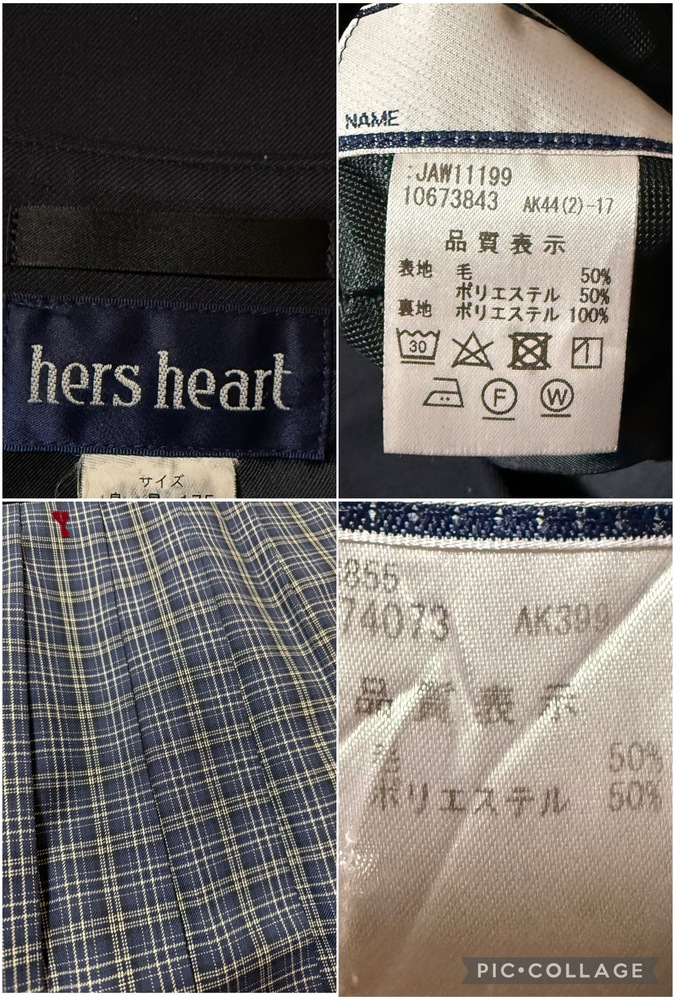 hers heart
サイズ
NAME
:JAW11199
10673843 AK44(2)-17
品質表示
表地 毛 50%
ポリエステル 50%
裏地 ポリエステル 100%
30
F W
Y
855
74073 AK399
品質表示
毛 50%
ポリエステル 50%
PIC•COLLAGE